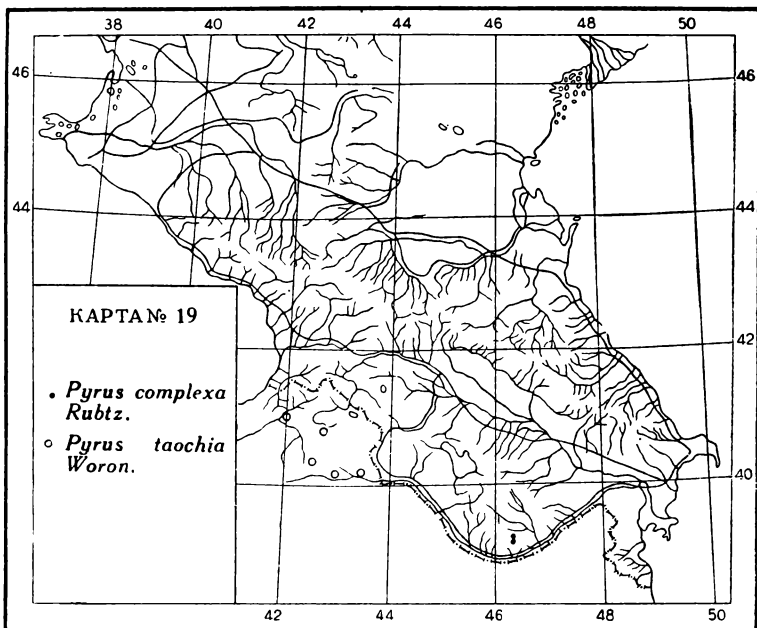 38 40 42 44 46 48 50
46 46
44 44
42
40
КАРТА № 19
• Pyrus complexa
Rubtz.
○ Pyrus taochia
Woron.
42 44 46 48 50